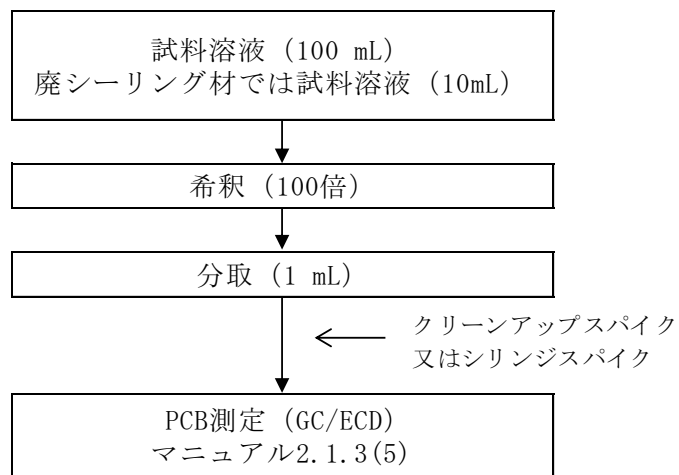 試料溶液 (100 mL)
廃シーリング材では試料溶液 (10mL)
希釈 (100倍)
分取 (1 mL)
クリーンアップスパイク
又はシリンジスパイク
PCB測定 (GC/ECD)
マニュアル2.1.3(5)